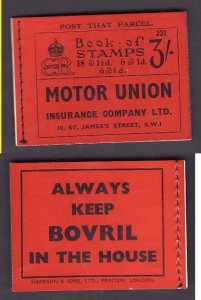 POST THAT PARCEL.
Book of
STAMPS
331
3/-
18 @ 1½d. 6 @ 1d.
6 @ ½d.
MOTOR UNION
INSURANCE COMPANY LTD.
10, ST. JAMES'S STREET, S.W.1.
ALWAYS
KEEP
BOVRIL
IN THE HOUSE
HARRISON & SONS, LTD., PRINTERS, LONDON.